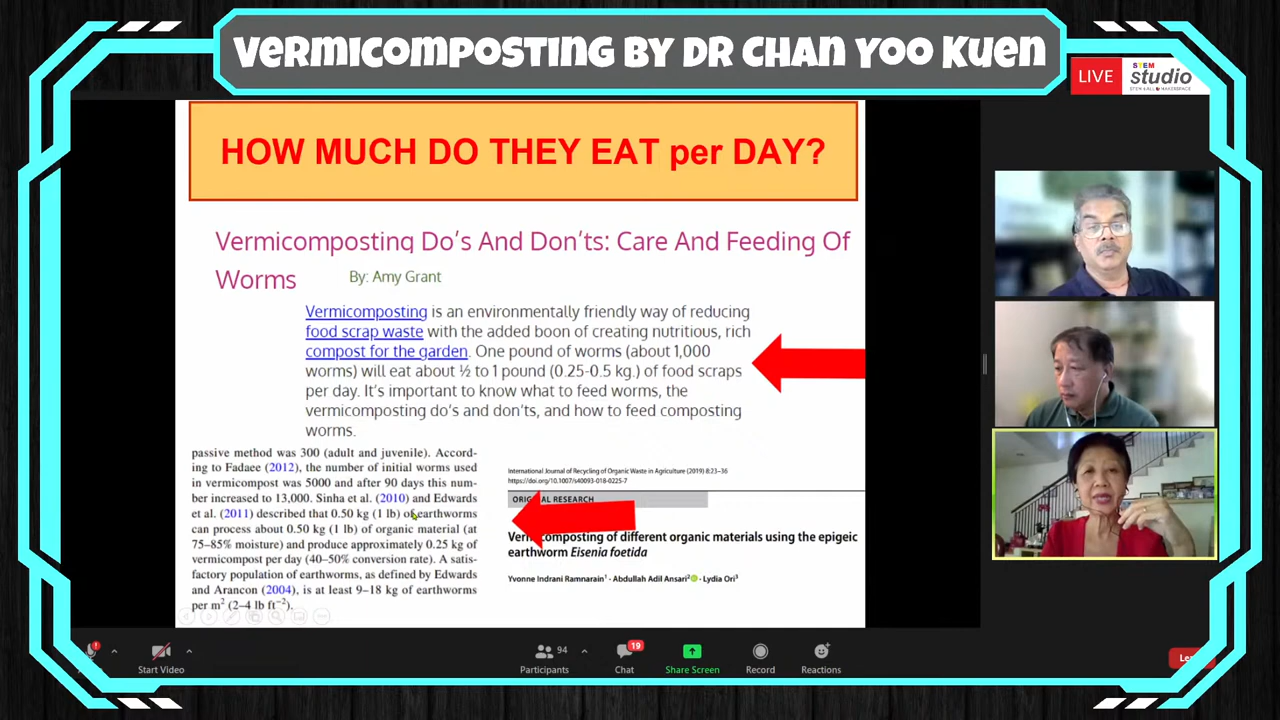 Vermicomposting by Dr Chan Yoo Kuen
LIVE
STEM
studio
HOW MUCH DO THEY EAT per DAY?
Vermicomposting Do's And Don'ts: Care And Feeding Of
Worms
By: Amy Grant
Vermicomposting is an environmentally friendly way of reducing
food scrap waste with the added boon of creating nutritious, rich
compost for the garden. One pound of worms (about 1,000
worms) will eat about ½ to 1 pound (0.25-0.5 kg.) of food scraps
per day. It's important to know what to feed worms, the
vermicomposting do's and don'ts, and how to feed composting
worms.
passive method was 300 (adult and juvenile). Accord-
ing to Fadaee (2012), the number of initial worms used
in vermicompost was 5000 and after 90 days this num-
ber increased to 13,000. Sinha et al. (2010) and Edwards
et al. (2011) described that 0.50 kg (1 lb) of earthworms
can process about 0.50 kg (1 lb) of organic material (at
75–85% moisture) and produce approximately 0.25 kg of
vermicompost per day (40–50% conversion rate). A satis-
factory population of earthworms, as defined by Edwards
and Arancon (2004), is at least 9–18 kg of earthworms
per m² (2–4 lb ft⁻²).
International Journal of Recycling of Organic Waste in Agriculture (2019) 8:23–36
https://doi.org/10.1007/s40093-018-0225-7
ORIGINAL RESEARCH
Vermicomposting of different organic materials using the epigeic
earthworm Eisenia foetida
Yvonne Indrani Ramnarain¹ · Abdullah Adil Ansari² · Lydia Ori³
Start Video
94
Participants
19
Chat
Share Screen
Record
Reactions